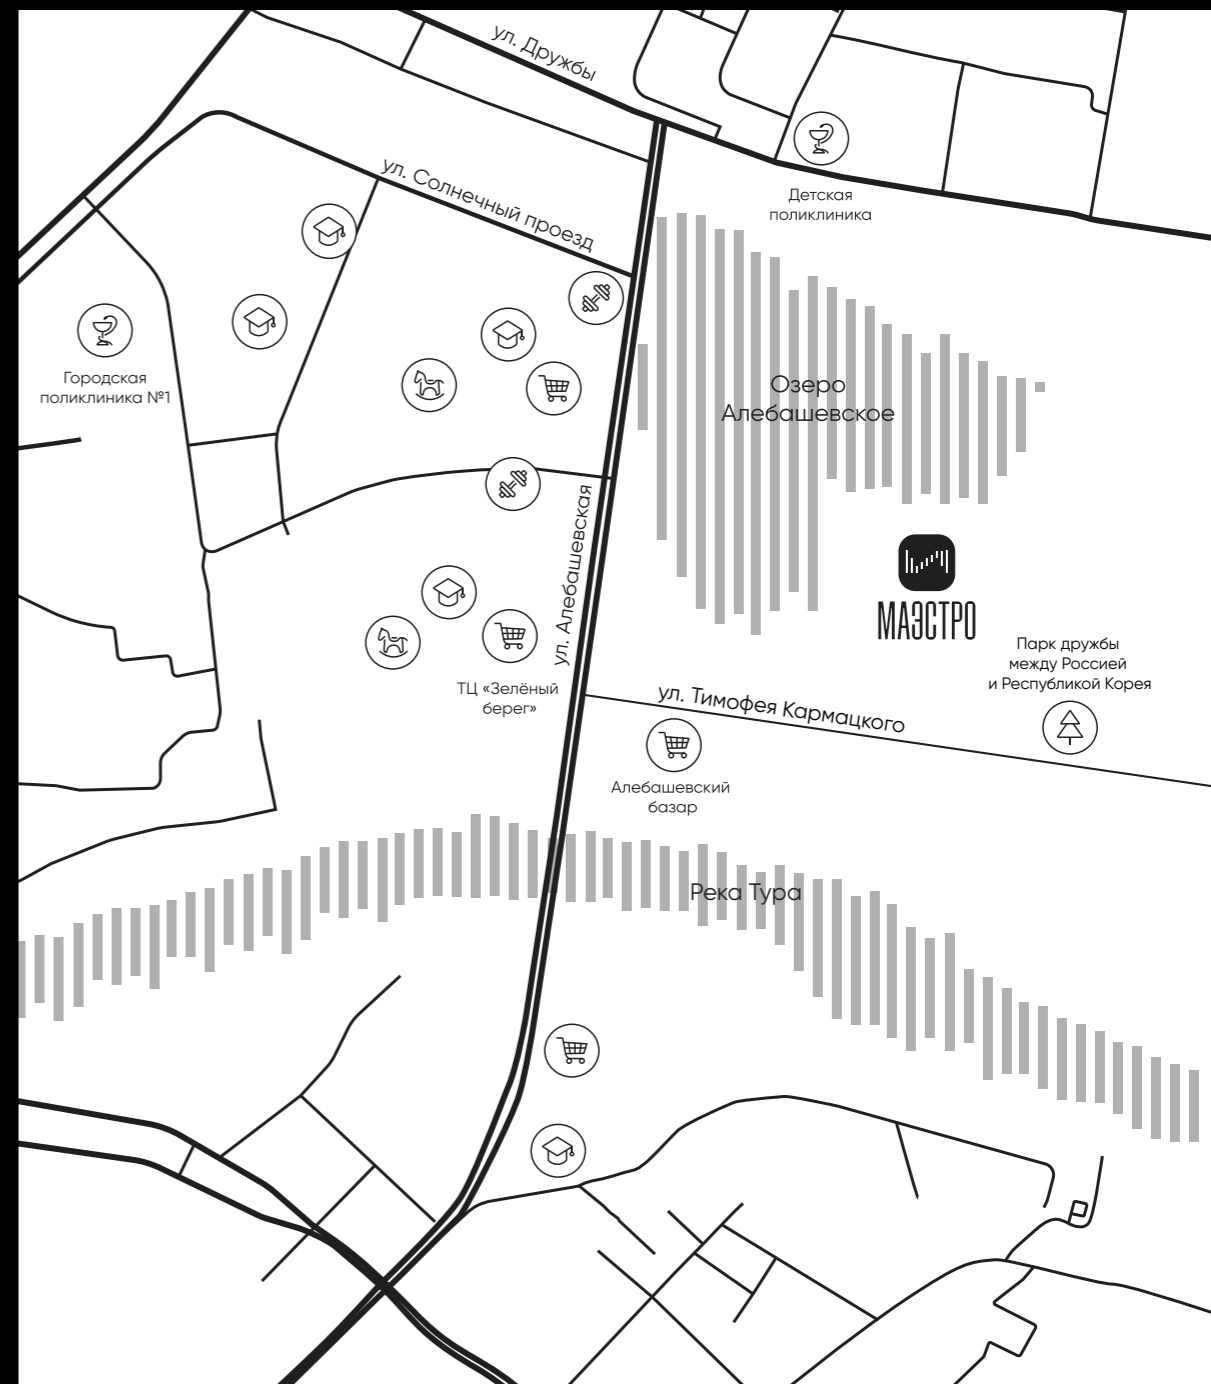 ул. Дружбы
ул. Солнечный проезд
Детская
поликлиника
Городская
поликлиника №1
Озеро
Алебашевское
ул. Алебашевская
МАЭСТРО
Парк дружбы
между Россией
и Республикой Корея
ТЦ «Зелёный
берег»
ул. Тимофея Кармацкого
Алебашевский
базар
Река Тура